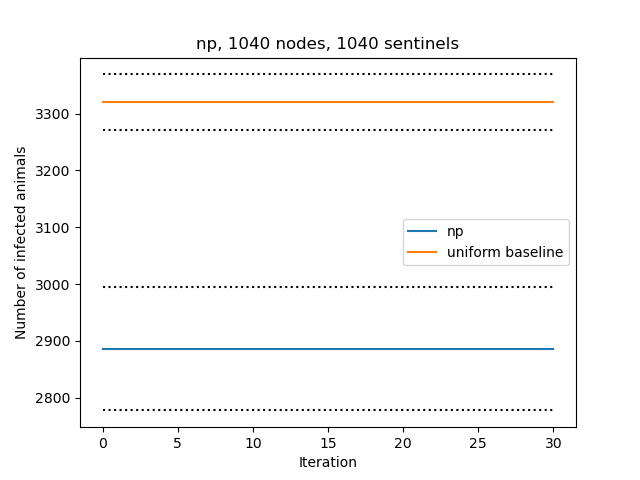 np, 1040 nodes, 1040 sentinels
Number of infected animals
3300
3200
3100
3000
2900
2800
np
uniform baseline
0 5 10 15 20 25 30
Iteration